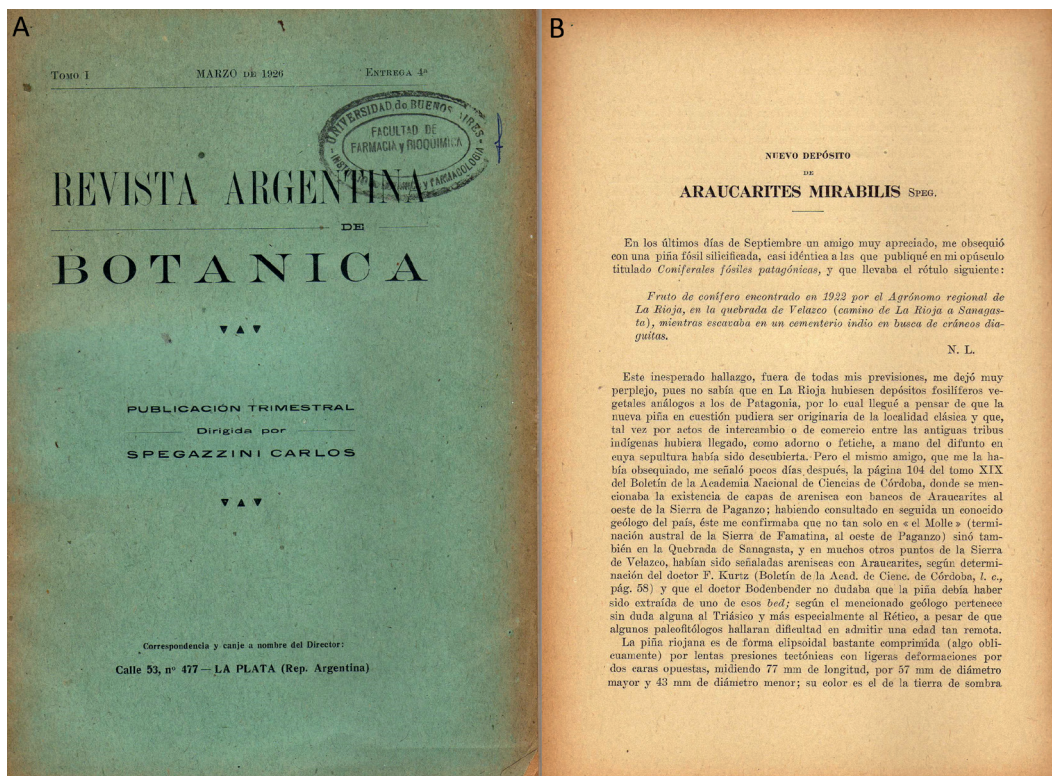 A
TOMO I MARZO DE 1926 ENTREGA 4ª
UNIVERSIDAD de BUENOS AIRES
FACULTAD DE
FARMACIA y BIOQUIMICA
Y FARMACOLOGIA
REVISTA ARGENTINA
DE
BOTANICA
PUBLICACIÓN TRIMESTRAL
Dirigida por
SPEGAZZINI CARLOS
Correspondencia y canje a nombre del Director:
Calle 53, nº 477 — LA PLATA (Rep. Argentina)
B
NUEVO DEPÓSITO
DE
ARAUCARITES MIRABILIS SPEG.
En los últimos días de Septiembre un amigo muy apreciado, me obsequió
con una piña fósil silicificada, casi idéntica a las que publiqué en mi opúsculo
titulado Coniferales fósiles patagónicas, y que llevaba el rótulo siguiente:
Fruto de conífero encontrado en 1922 por el Agrónomo regional de
La Rioja, en la quebrada de Velazco (camino de La Rioja a Sanagas-
ta), mientras escavaba en un cementerio indio en busca de cráneos dia-
guitas.
N. L.
Este inesperado hallazgo, fuera de todas mis previsiones, me dejó muy
perplejo, pues no sabía que en La Rioja hubiesen depósitos fosilíferos ve-
getales análogos a los de Patagonia, por lo cual llegué a pensar de que la
nueva piña en cuestión pudiera ser originaria de la localidad clásica y que,
tal vez por actos de intercambio o de comercio entre las antiguas tribus
indígenas hubiera llegado, como adorno o fetiche, a mano del difunto en
cuya sepultura había sido descubierta. Pero el mismo amigo, que me la ha-
bía obsequiado, me señaló pocos días después, la página 104 del tomo XIX
del Boletín de la Academia Nacional de Ciencias de Córdoba, donde se men-
cionaba la existencia de capas de arenisca con bancos de Araucarites al
oeste de la Sierra de Paganzo; habiendo consultado en seguida un conocido
geólogo del país, éste me confirmaba que no tan solo en « el Molle » (termi-
nación austral de la Sierra de Famatina, al oeste de Paganzo) sinó tam-
bién en la Quebrada de Sanagasta, y en muchos otros puntos de la Sierra
de Velazco, habían sido señaladas areniscas con Araucarites, según determi-
nación del doctor F. Kurtz (Boletín de la Acad. de Cienc. de Córdoba, l. c.,
pág. 58) y que el doctor Bodenbender no dudaba que la piña debía haber
sido extraída de uno de esos bed; según el mencionado geólogo pertenece
sin duda alguna al Triásico y más especialmente al Rético, a pesar de que
algunos paleofitólogos hallaran dificultad en admitir una edad tan remota.
La piña riojana es de forma elipsoidal bastante comprimida (algo obli-
cuamente) por lentas presiones tectónicas con ligeras deformaciones por
dos caras opuestas, midiendo 77 mm de longitud, por 57 mm de diámetro
mayor y 43 mm de diámetro menor; su color es el de la tierra de sombra